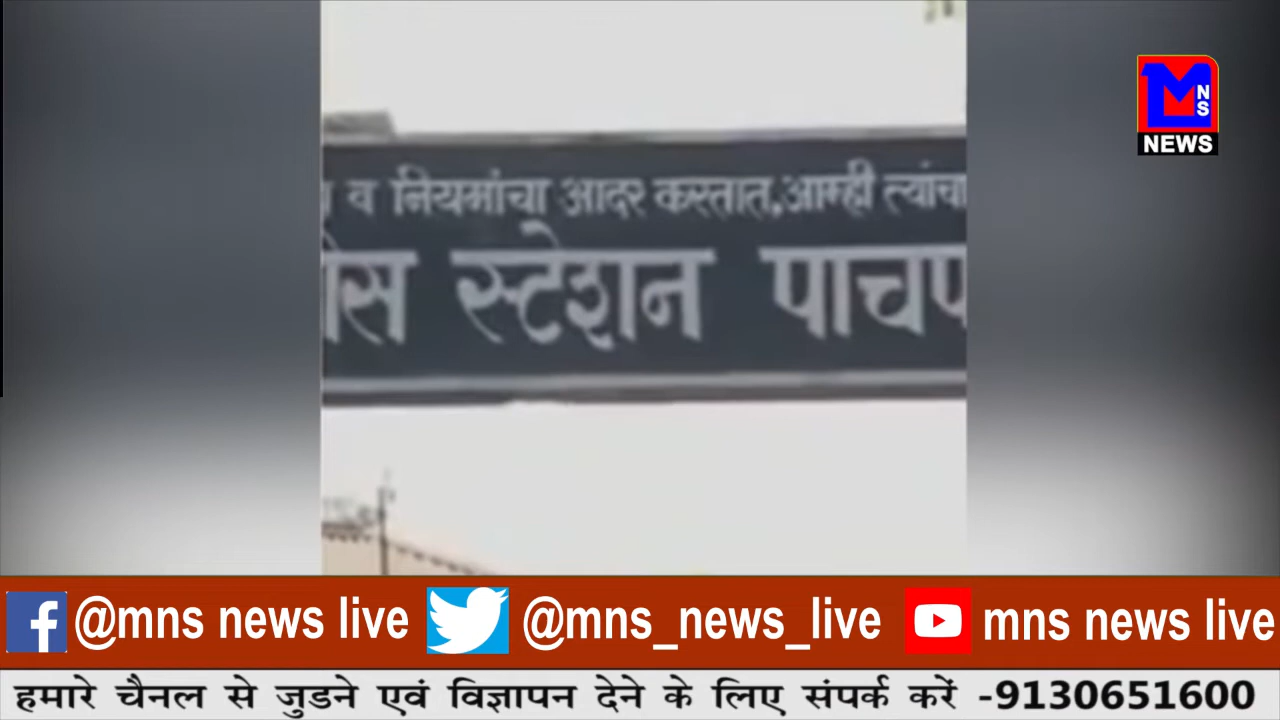 MNS
NEWS
व नियमांचा आदर करतात,आम्ही त्यांचा
स्टेशन
@mns news live @mns_news_live mns news live
हमारे चैनल से जुडने एवं विज्ञापन देने के लिए संपर्क करें -9130651600